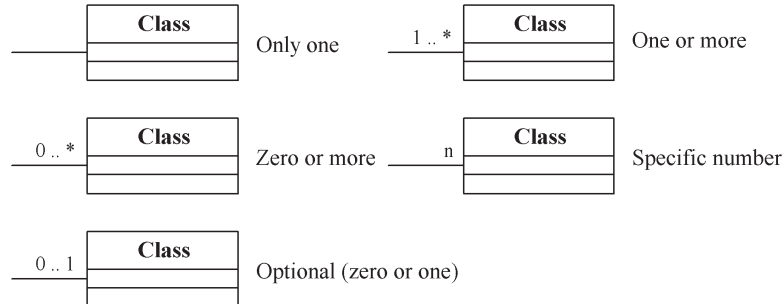 Class
Only one
1 .. *
Class
One or more
0 .. *
Class
Zero or more
n
Class
Specific number
0 .. 1
Class
Optional (zero or one)